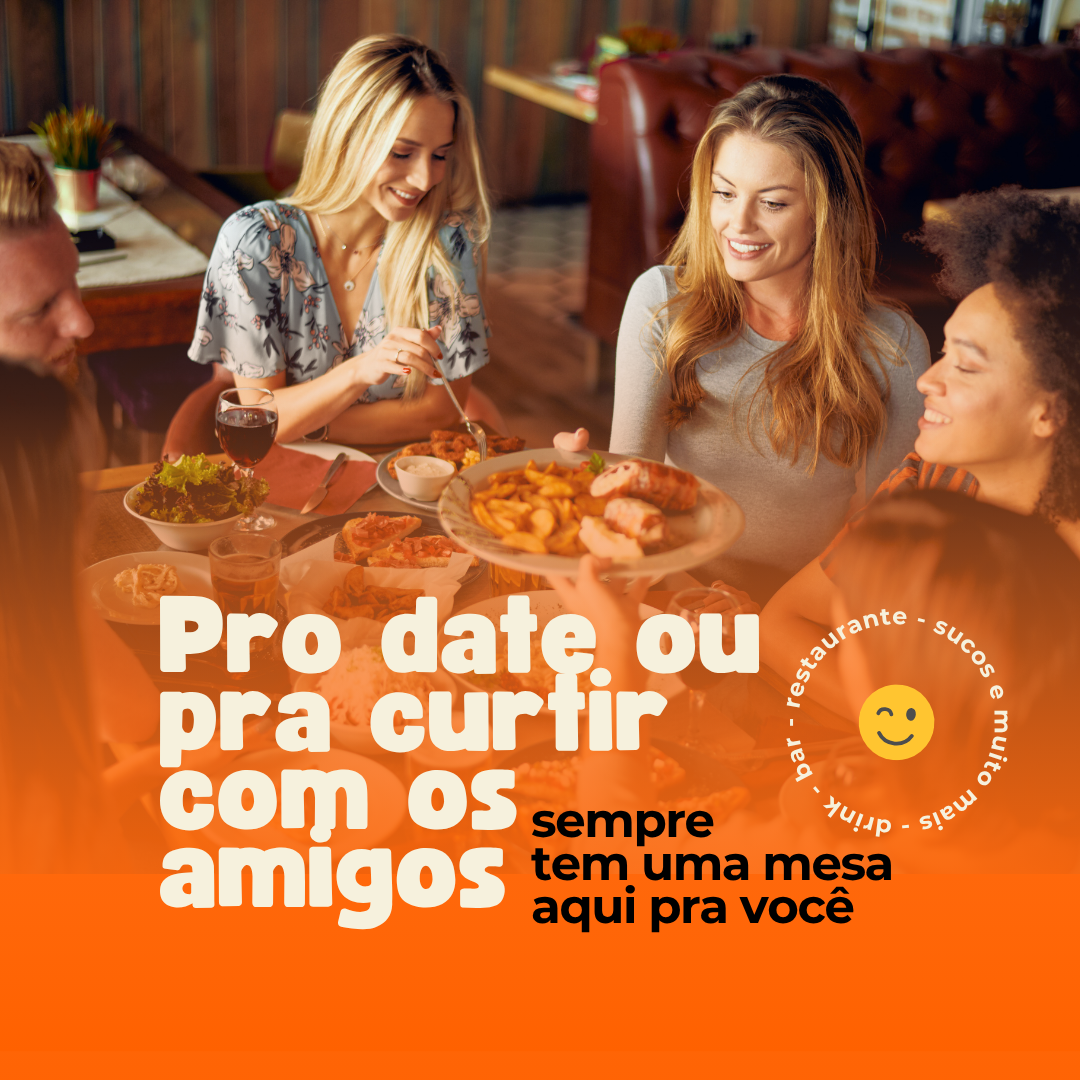 Pro date ou
pra curtir
com os
amigos
sempre
tem uma mesa
aqui pra você
restaurante - sucos e muito mais - drink - bar -